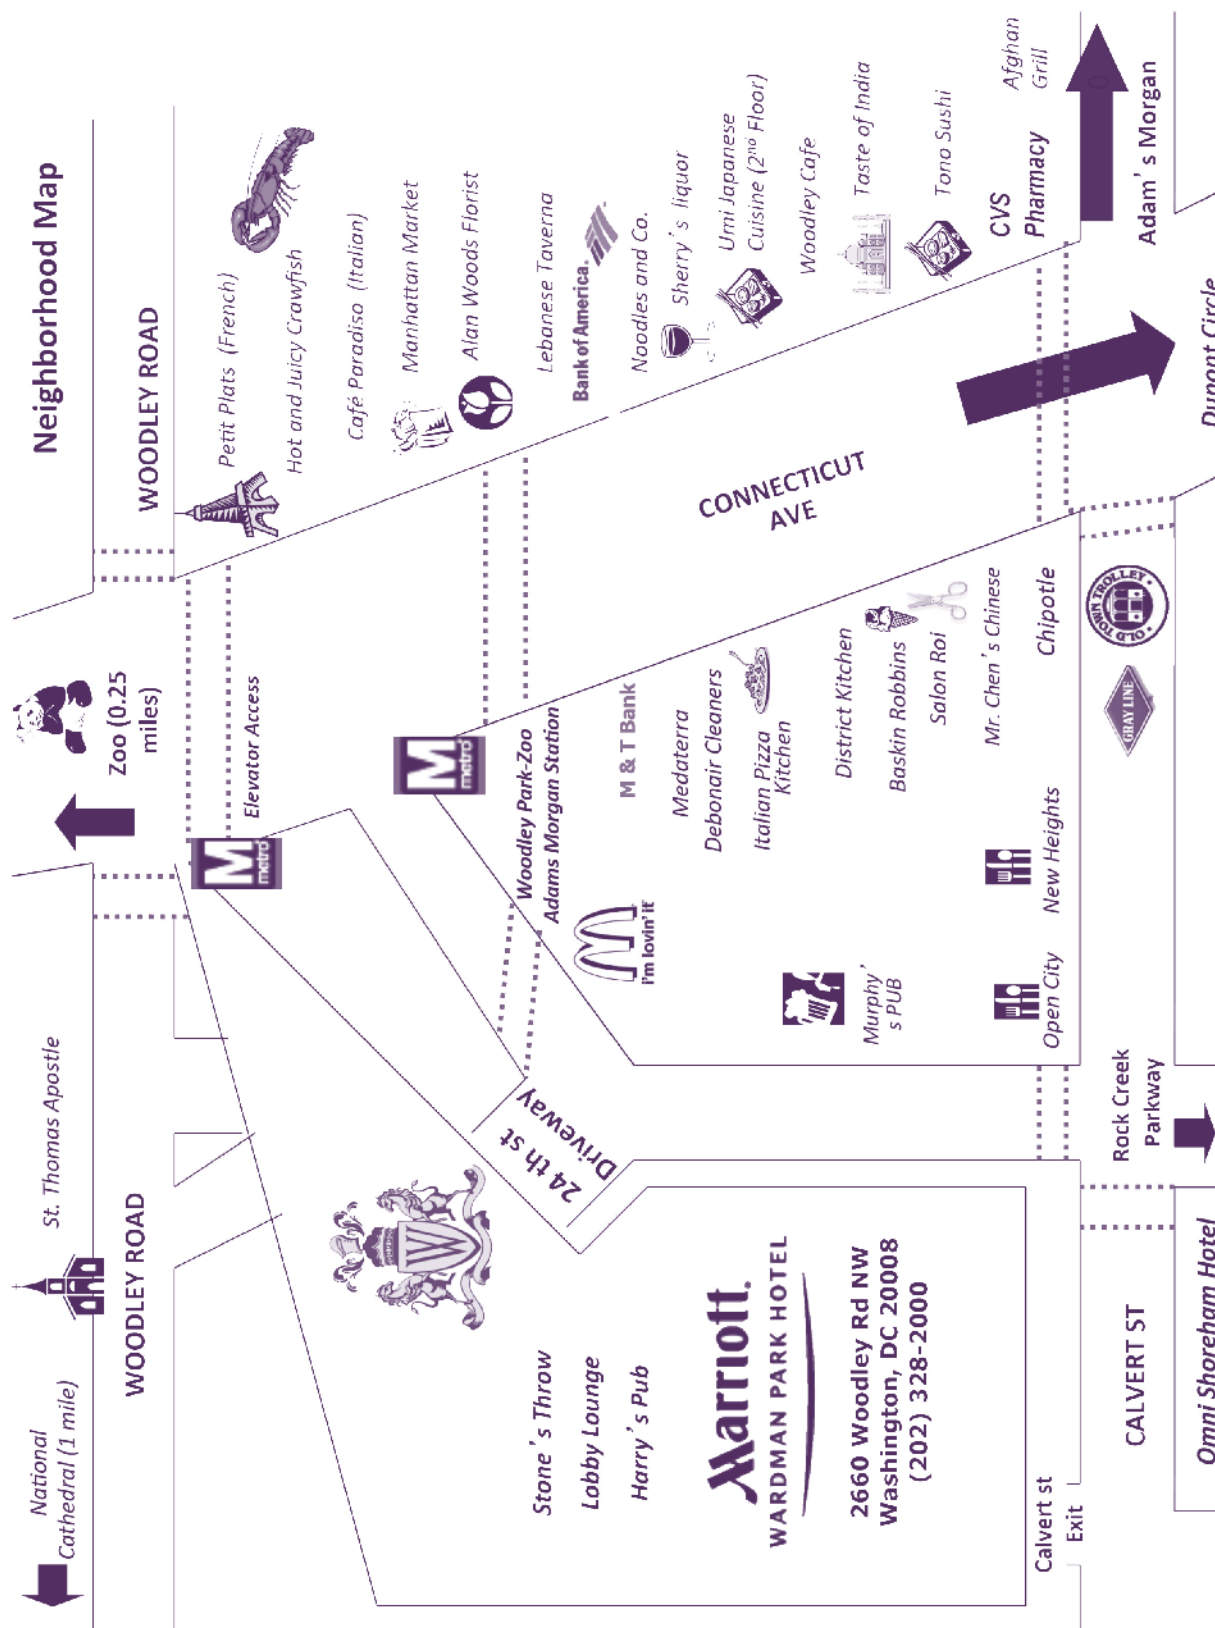 Neighborhood Map
National
Cathedral (1 mile)
St. Thomas Apostle
Zoo (0.25
miles)
WOODLEY ROAD
WOODLEY ROAD
Elevator Access
M
metro
Petit Plats (French)
Hot and Juicy Crawfish
Café Paradiso (Italian)
Manhattan Market
Alan Woods Florist
Lebanese Taverna
Bank of America.
Noodles and Co.
Sherry's liquor
Umi Japanese
Cuisine (2nd Floor)
Woodley Cafe
Taste of India
Tono Sushi
CVS
Pharmacy
Afghan
Grill
M
metro
Woodley Park-Zoo
Adams Morgan Station
CONNECTICUT
AVE
M & T Bank
i'm lovin' it
Medaterra
Debonair Cleaners
Italian Pizza
Kitchen
District Kitchen
Baskin Robbins
Salon Roi
Mr. Chen's Chinese
Chipotle
Murphy'
s PUB
New Heights
Open City
24 th st
Driveway
W
Stone's Throw
Lobby Lounge
Harry's Pub
Marriott.
WARDMAN PARK HOTEL
2660 Woodley Rd NW
Washington, DC 20008
(202) 328-2000
Calvert st
Exit
CALVERT ST
Rock Creek
Parkway
GRAY LINE
OLD TOWN TROLLEY
Adam's Morgan
Omni Shoreham Hotel
Dupont Circle